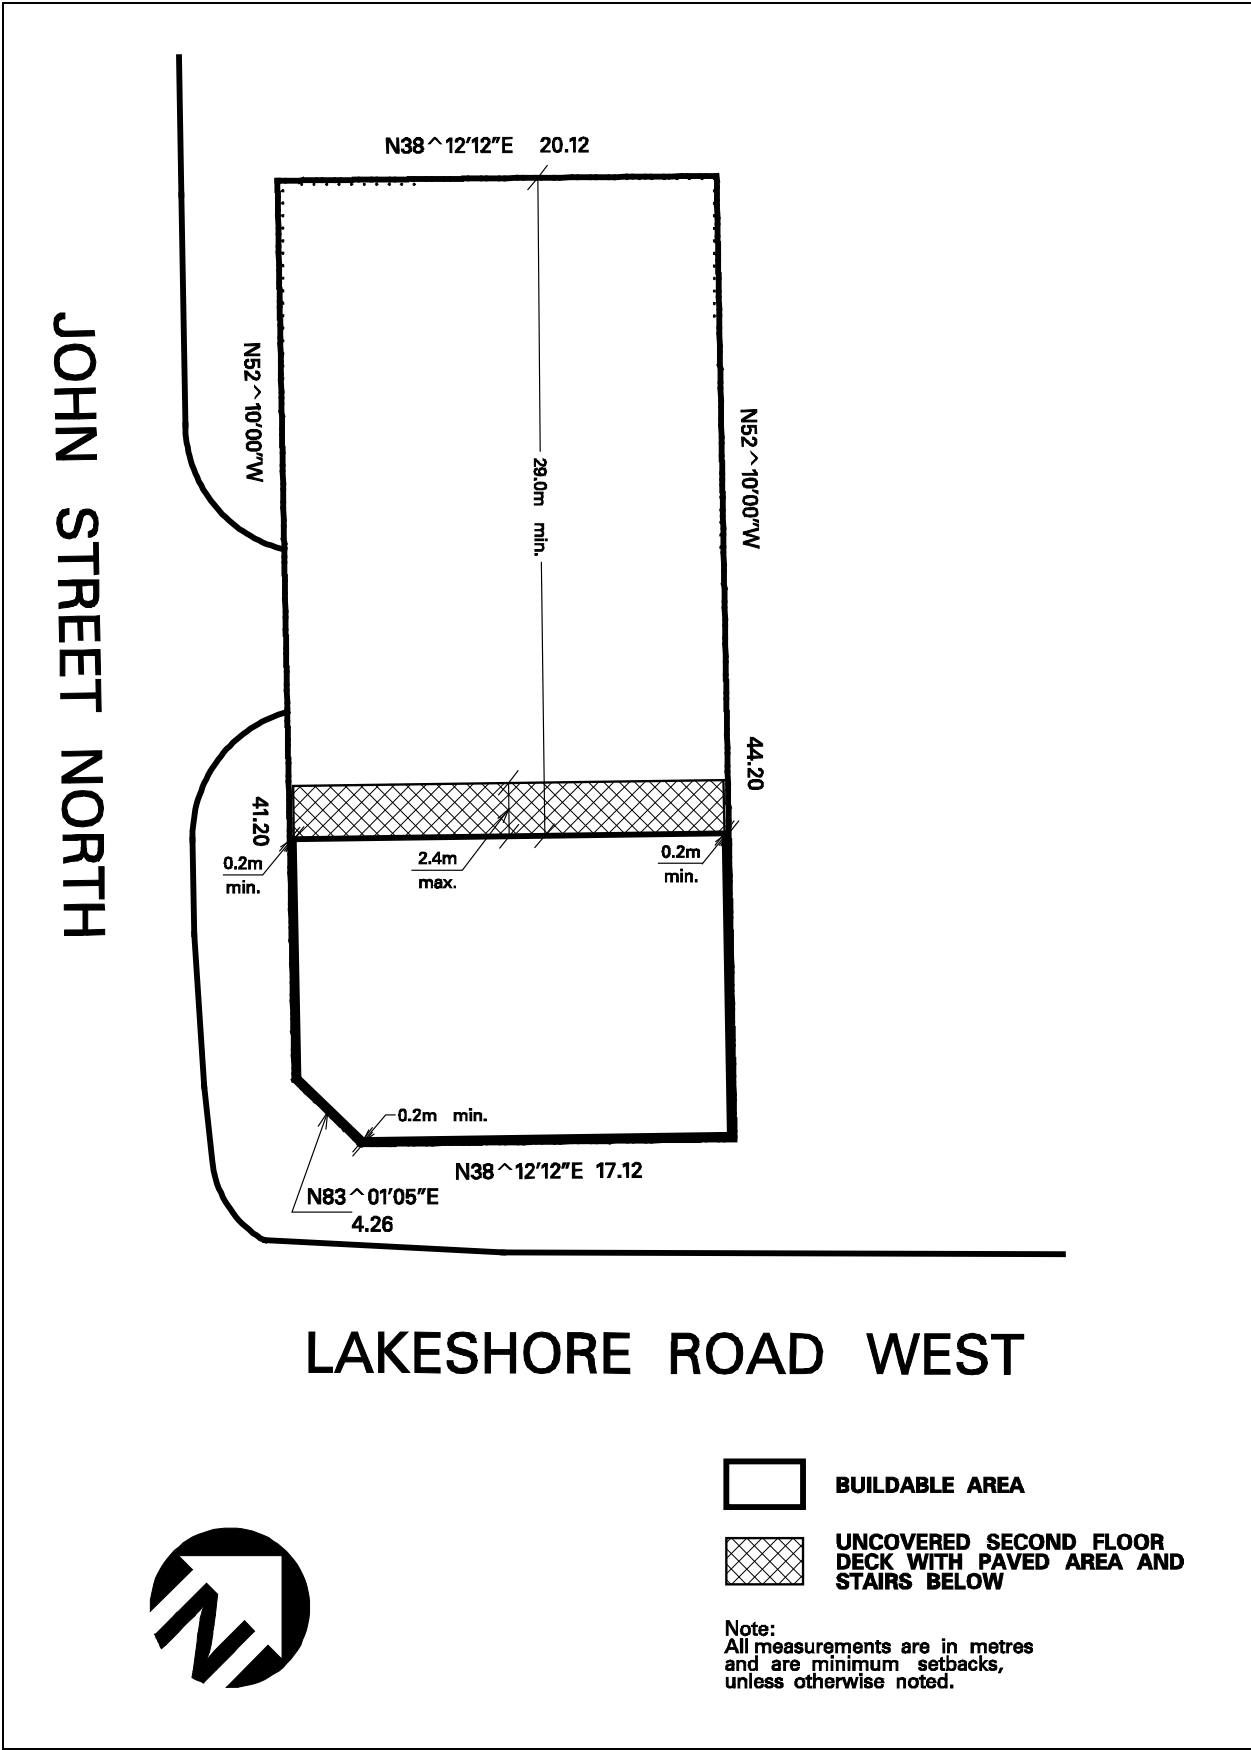 N38^12'12"E 20.12
JOHN STREET NORTH
N52^10'00"W
29.0m min.
N52^10'00"W
44.20
41.20
0.2m
min.
2.4m
max.
0.2m
min.
0.2m min.
N38^12'12"E 17.12
N83^01'05"E
4.26
LAKESHORE ROAD WEST
BUILDABLE AREA
UNCOVERED SECOND FLOOR
DECK WITH PAVED AREA AND
STAIRS BELOW
N
Note:
All measurements are in metres
and are minimum setbacks,
unless otherwise noted.